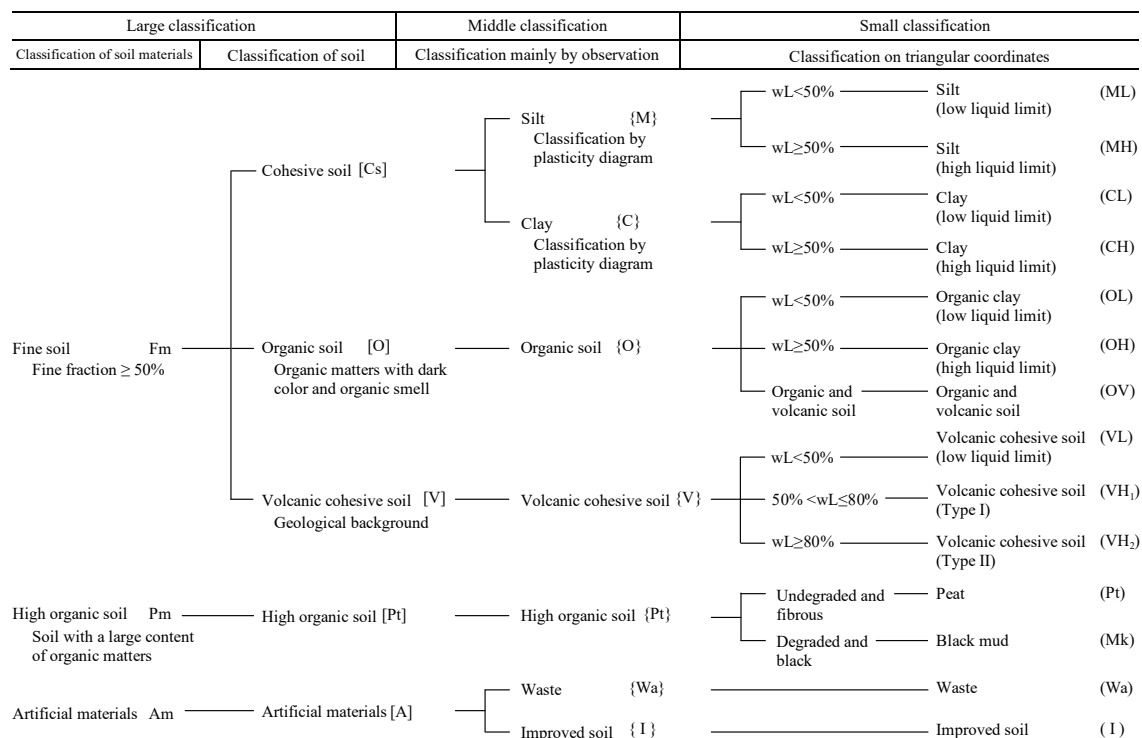 Large classification Middle classification Small classification
Classification of soil materials Classification of soil Classification mainly by observation Classification on triangular coordinates
wL<50% Silt (ML)
(low liquid limit)
Silt {M}
Classification by
plasticity diagram
wL≥50% Silt (MH)
(high liquid limit)
Cohesive soil [Cs]
wL<50% Clay (CL)
(low liquid limit)
Clay {C}
Classification by
plasticity diagram
wL≥50% Clay (CH)
(high liquid limit)
wL<50% Organic clay (OL)
(low liquid limit)
Fine soil Fm Organic soil [O] Organic soil {O} wL≥50% Organic clay (OH)
Fine fraction ≥ 50% Organic matters with dark (high liquid limit)
color and organic smell
Organic and Organic and (OV)
volcanic soil volcanic soil
Volcanic cohesive soil (VL)
wL<50% (low liquid limit)
Volcanic cohesive soil [V] Volcanic cohesive soil {V} 50% <wL≤80% Volcanic cohesive soil (VH₁)
Geological background (Type I)
wL≥80% Volcanic cohesive soil (VH₂)
(Type II)
Undegraded and Peat (Pt)
fibrous
High organic soil Pm High organic soil [Pt] High organic soil {Pt}
Soil with a large content
of organic matters
Degraded and Black mud (Mk)
black
Waste {Wa} Waste (Wa)
Artificial materials Am Artificial materials [A]
Improved soil { I } Improved soil ( I )